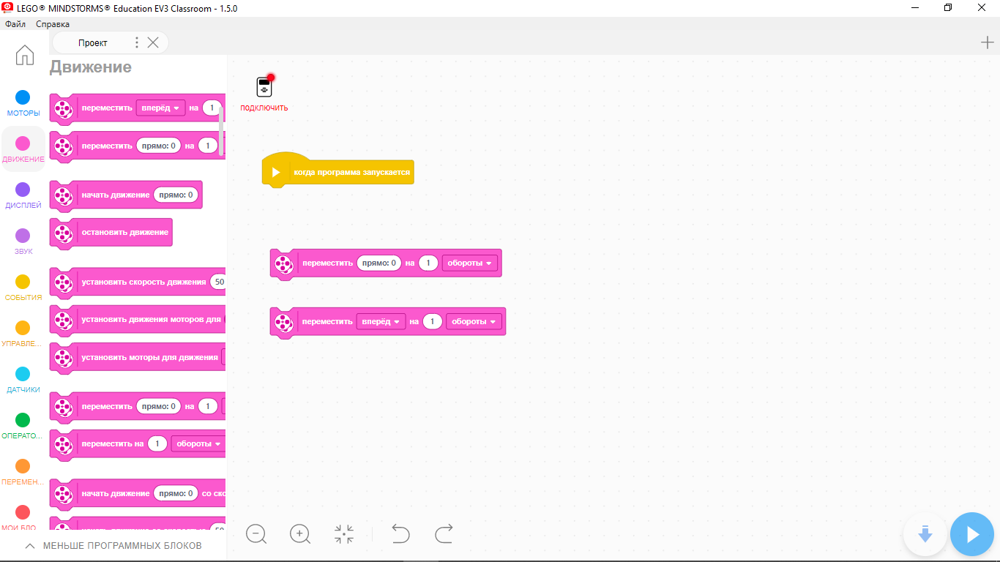 LEGO® MINDSTORMS® Education EV3 Classroom - 1.5.0
Файл Справка
Проект
Движение
МОТОРЫ
ДВИЖЕНИЕ
ДИСПЛЕЙ
ЗВУК
СОБЫТИЯ
УПРАВЛЕ...
ДАТЧИКИ
ОПЕРАТО...
ПЕРЕМЕН...
МОИ БЛО...
переместить вперёд на 1
переместить прямо: 0 на 1
начать движение прямо: 0
остановить движение
установить скорость движения 50
установить движения моторов для
установить моторы для движения
переместить прямо: 0 на 1
переместить на 1 обороты
начать движение прямо: 0 со ско
МЕНЬШЕ ПРОГРАММНЫХ БЛОКОВ
подключить
когда программа запускается
переместить прямо: 0 на 1 обороты
переместить вперёд на 1 обороты